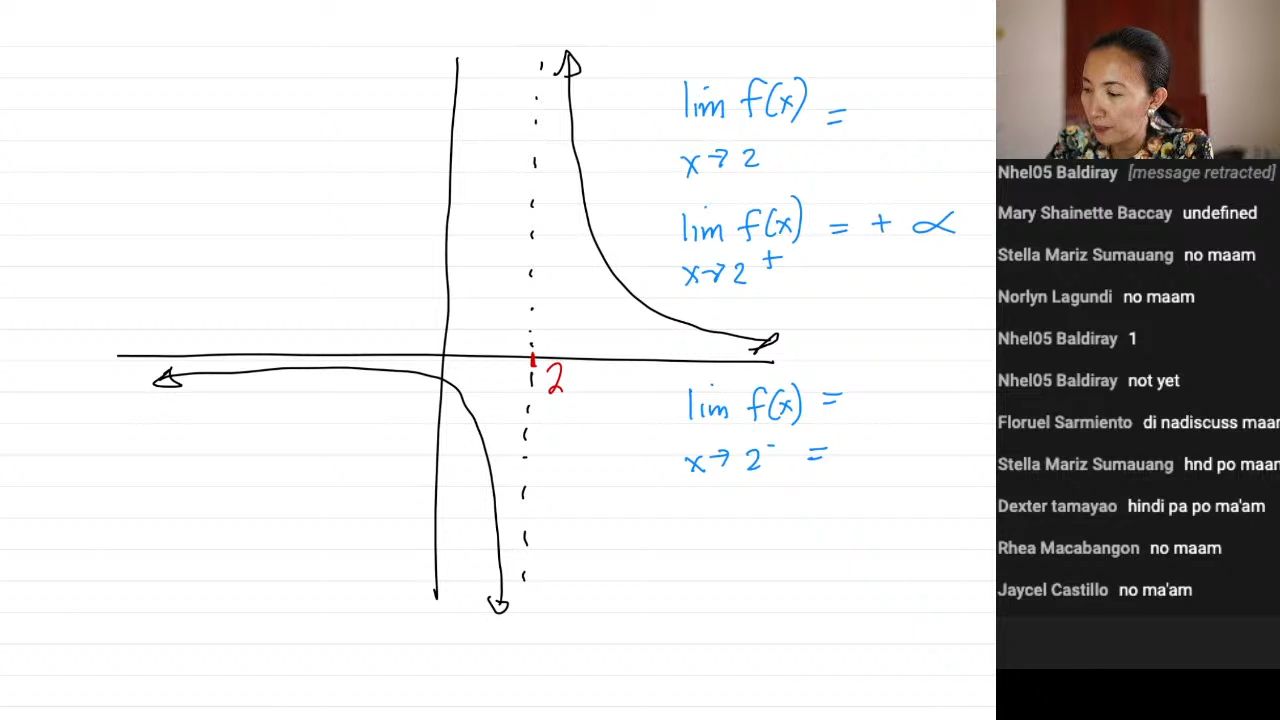 lim f(x) =
x→2
lim f(x) = + ∝
x→2⁺
2
lim f(x) =
x→2⁻ =
Nhel05 Baldiray [message retracted]
Mary Shainette Baccay undefined
Stella Mariz Sumauang no maam
Norlyn Lagundi no maam
Nhel05 Baldiray 1
Nhel05 Baldiray not yet
Floruel Sarmiento di nadiscuss maam
Stella Mariz Sumauang hnd po maam
Dexter tamayao hindi pa po ma'am
Rhea Macabangon no maam
Jaycel Castillo no ma'am